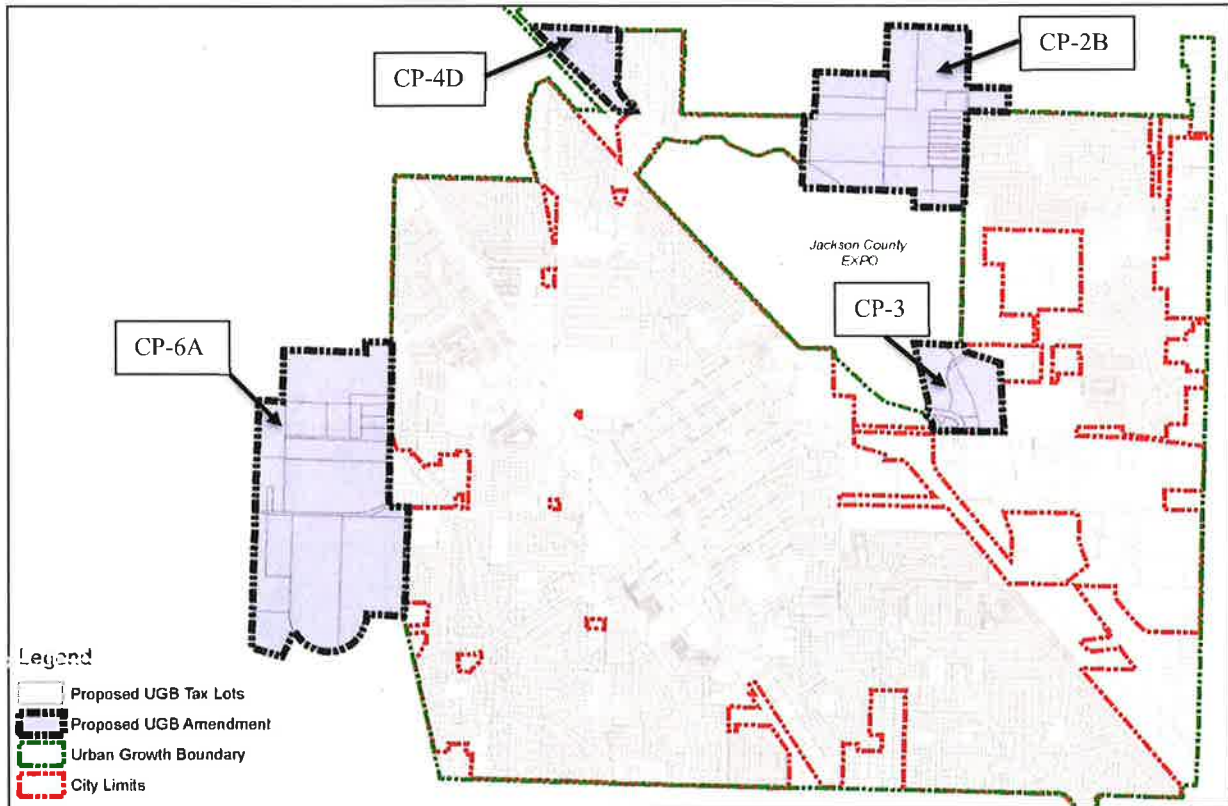 CP-4D
CP-2B
Jackson County
EXPO
CP-3
CP-6A
Legend
Proposed UGB Tax Lots
Proposed UGB Amendment
Urban Growth Boundary
City Limits